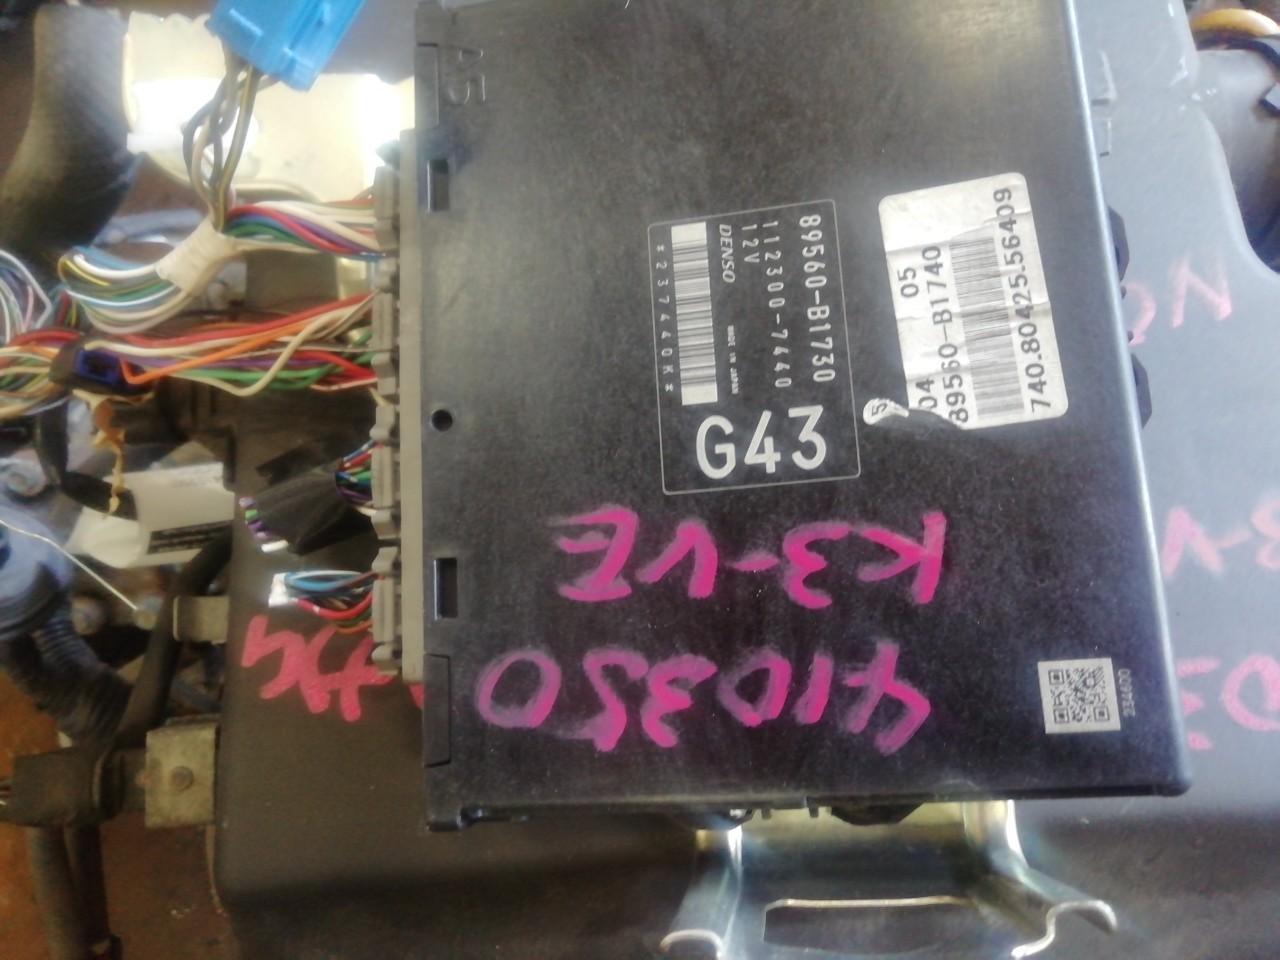 A5
89560-B1730
112300-7440
12V
DENSO
MADE IN JAPAN
*237440K*
G43
05
04
89560-B1740
740.80425.56409
5
K3-VE
410350
234600